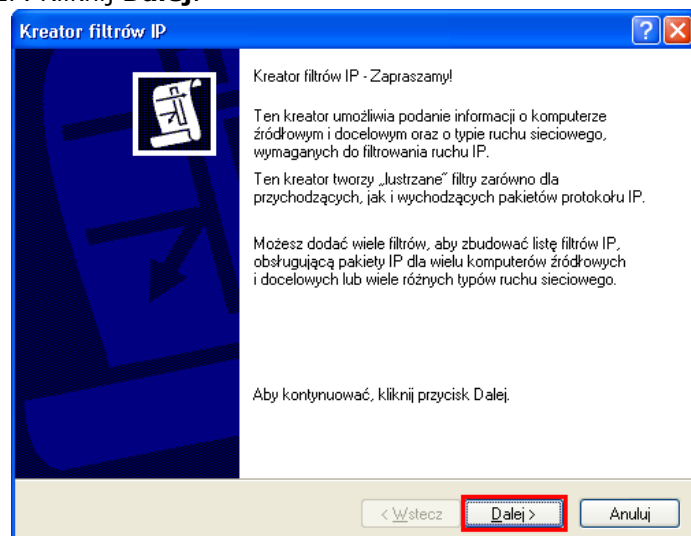 Kliknij Dalej.
Kreator filtrów IP
Kreator filtrów IP - Zapraszamy!
Ten kreator umożliwia podanie informacji o komputerze
źródłowym i docelowym oraz o typie ruchu sieciowego,
wymaganych do filtrowania ruchu IP.
Ten kreator tworzy „lustrzane” filtry zarówno dla
przychodzących, jak i wychodzących pakietów protokołu IP.
Możesz dodać wiele filtrów, aby zbudować listę filtrów IP,
obsługującą pakiety IP dla wielu komputerów źródłowych
i docelowych lub wiele różnych typów ruchu sieciowego.
Aby kontynuować, kliknij przycisk Dalej.
< Wstecz Dalej > Anuluj